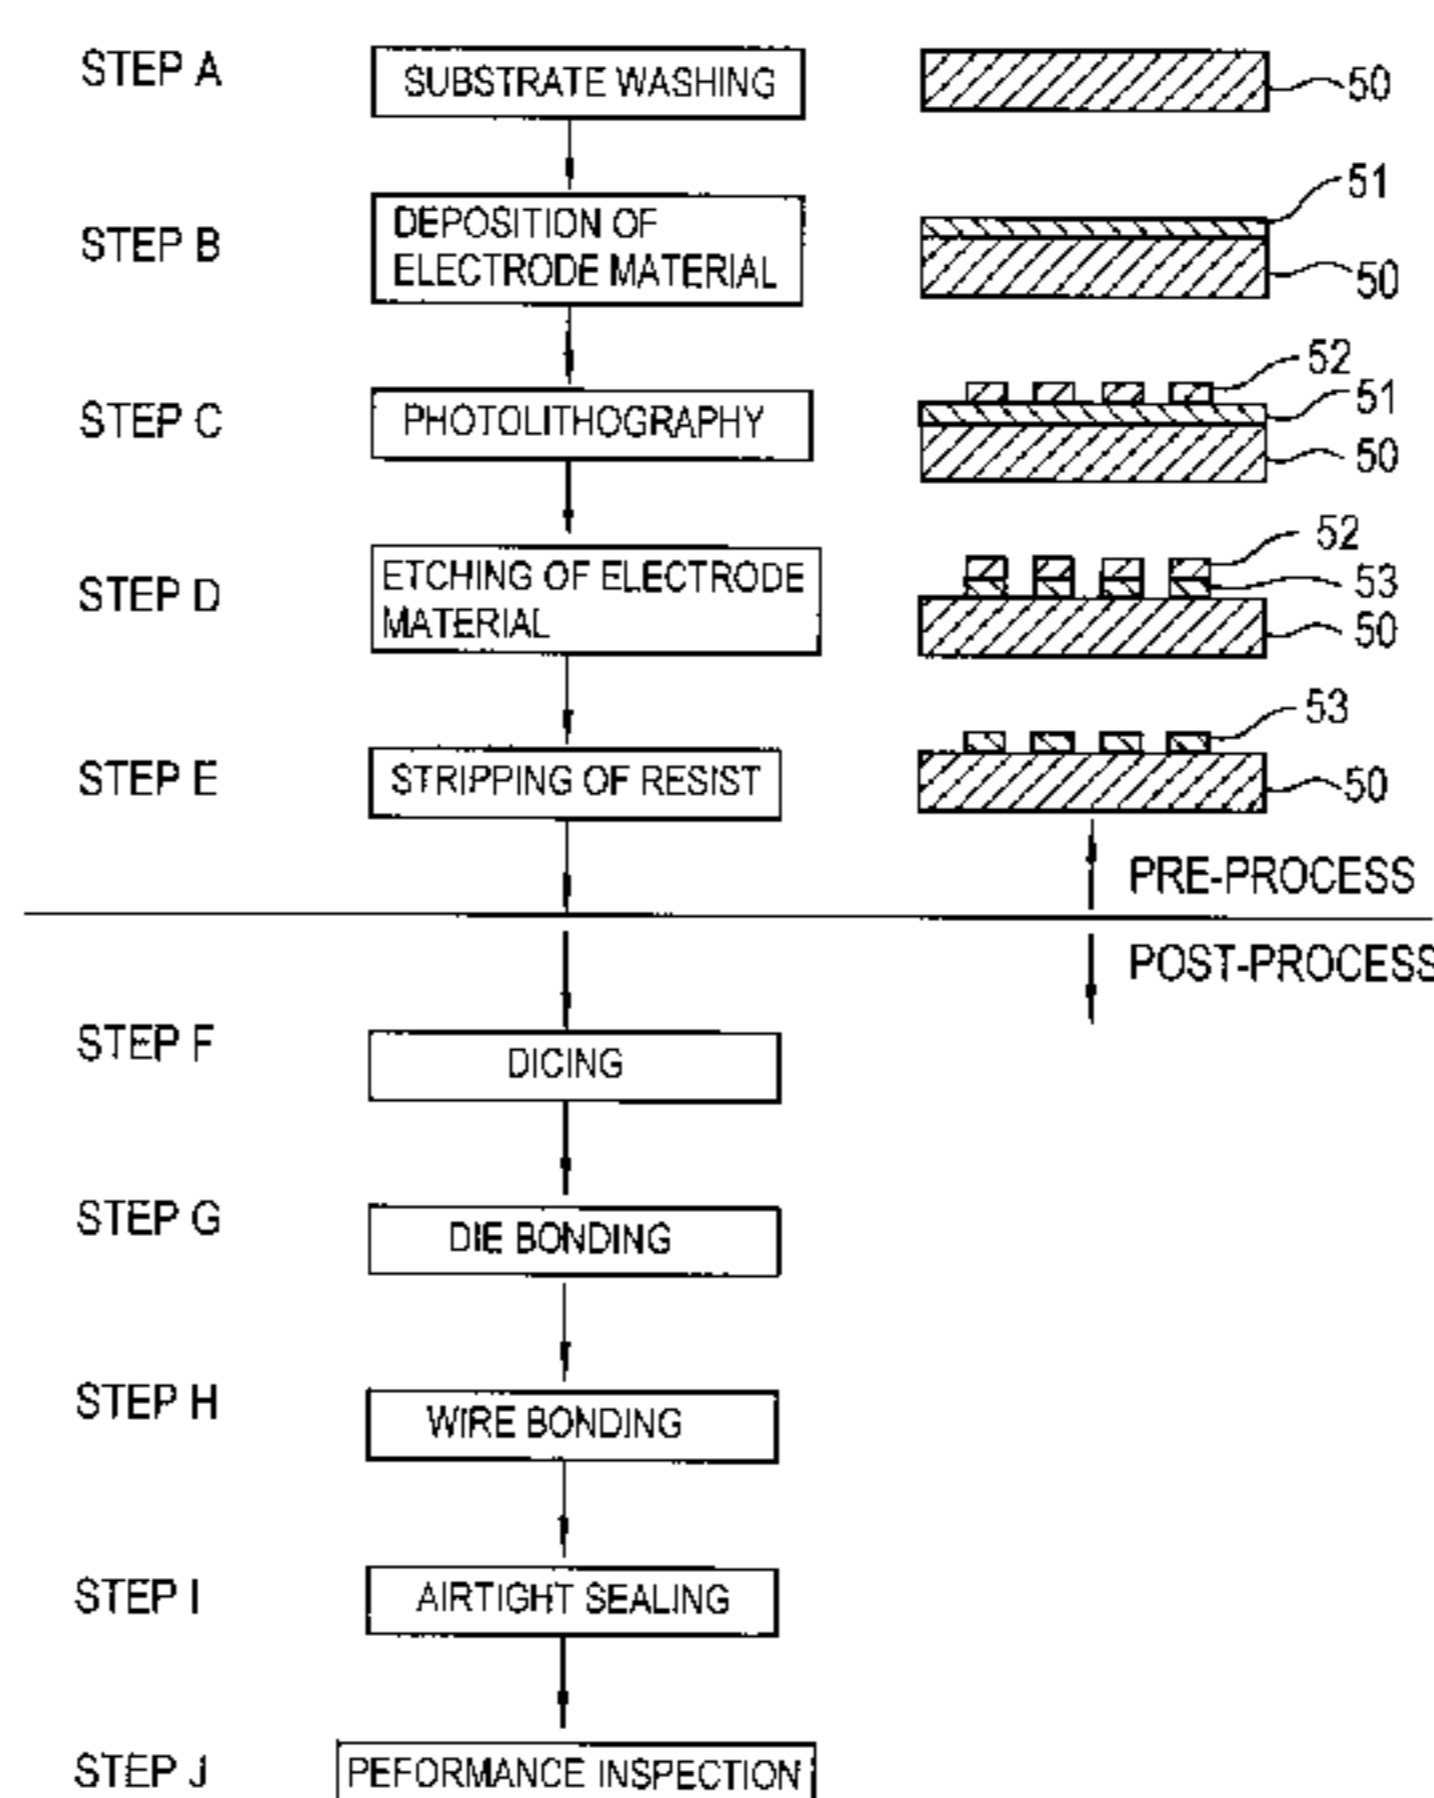 STEP A
SUBSTRATE WASHING
50
STEP B
DEPOSITION OF
ELECTRODE MATERIAL
51
50
STEP C
PHOTOLITHOGRAPHY
52
51
50
STEP D
ETCHING OF ELECTRODE
MATERIAL
52
53
50
STEP E
STRIPPING OF RESIST
53
50
PRE-PROCESS
POST-PROCESS
STEP F
DICING
STEP G
DIE BONDING
STEP H
WIRE BONDING
STEP I
AIRTIGHT SEALING
STEP J
PEFORMANCE INSPECTION